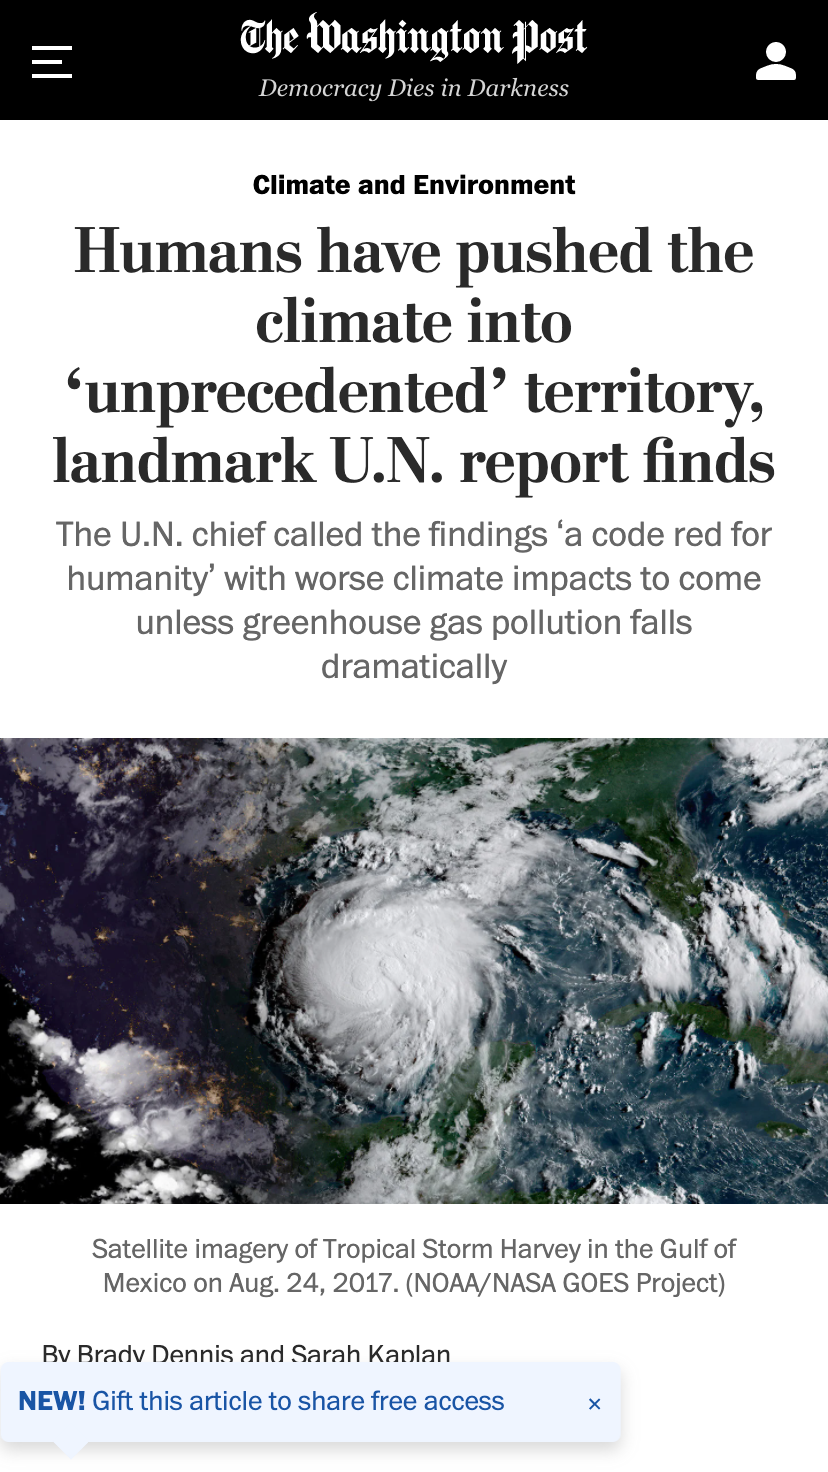 The Washington Post
Democracy Dies in Darkness
Climate and Environment
Humans have pushed the
climate into
‘unprecedented’ territory,
landmark U.N. report finds
The U.N. chief called the findings ‘a code red for
humanity’ with worse climate impacts to come
unless greenhouse gas pollution falls
dramatically
Satellite imagery of Tropical Storm Harvey in the Gulf of
Mexico on Aug. 24, 2017. (NOAA/NASA GOES Project)
By Brady Dennis and Sarah Kaplan
NEW! Gift this article to share free access ×